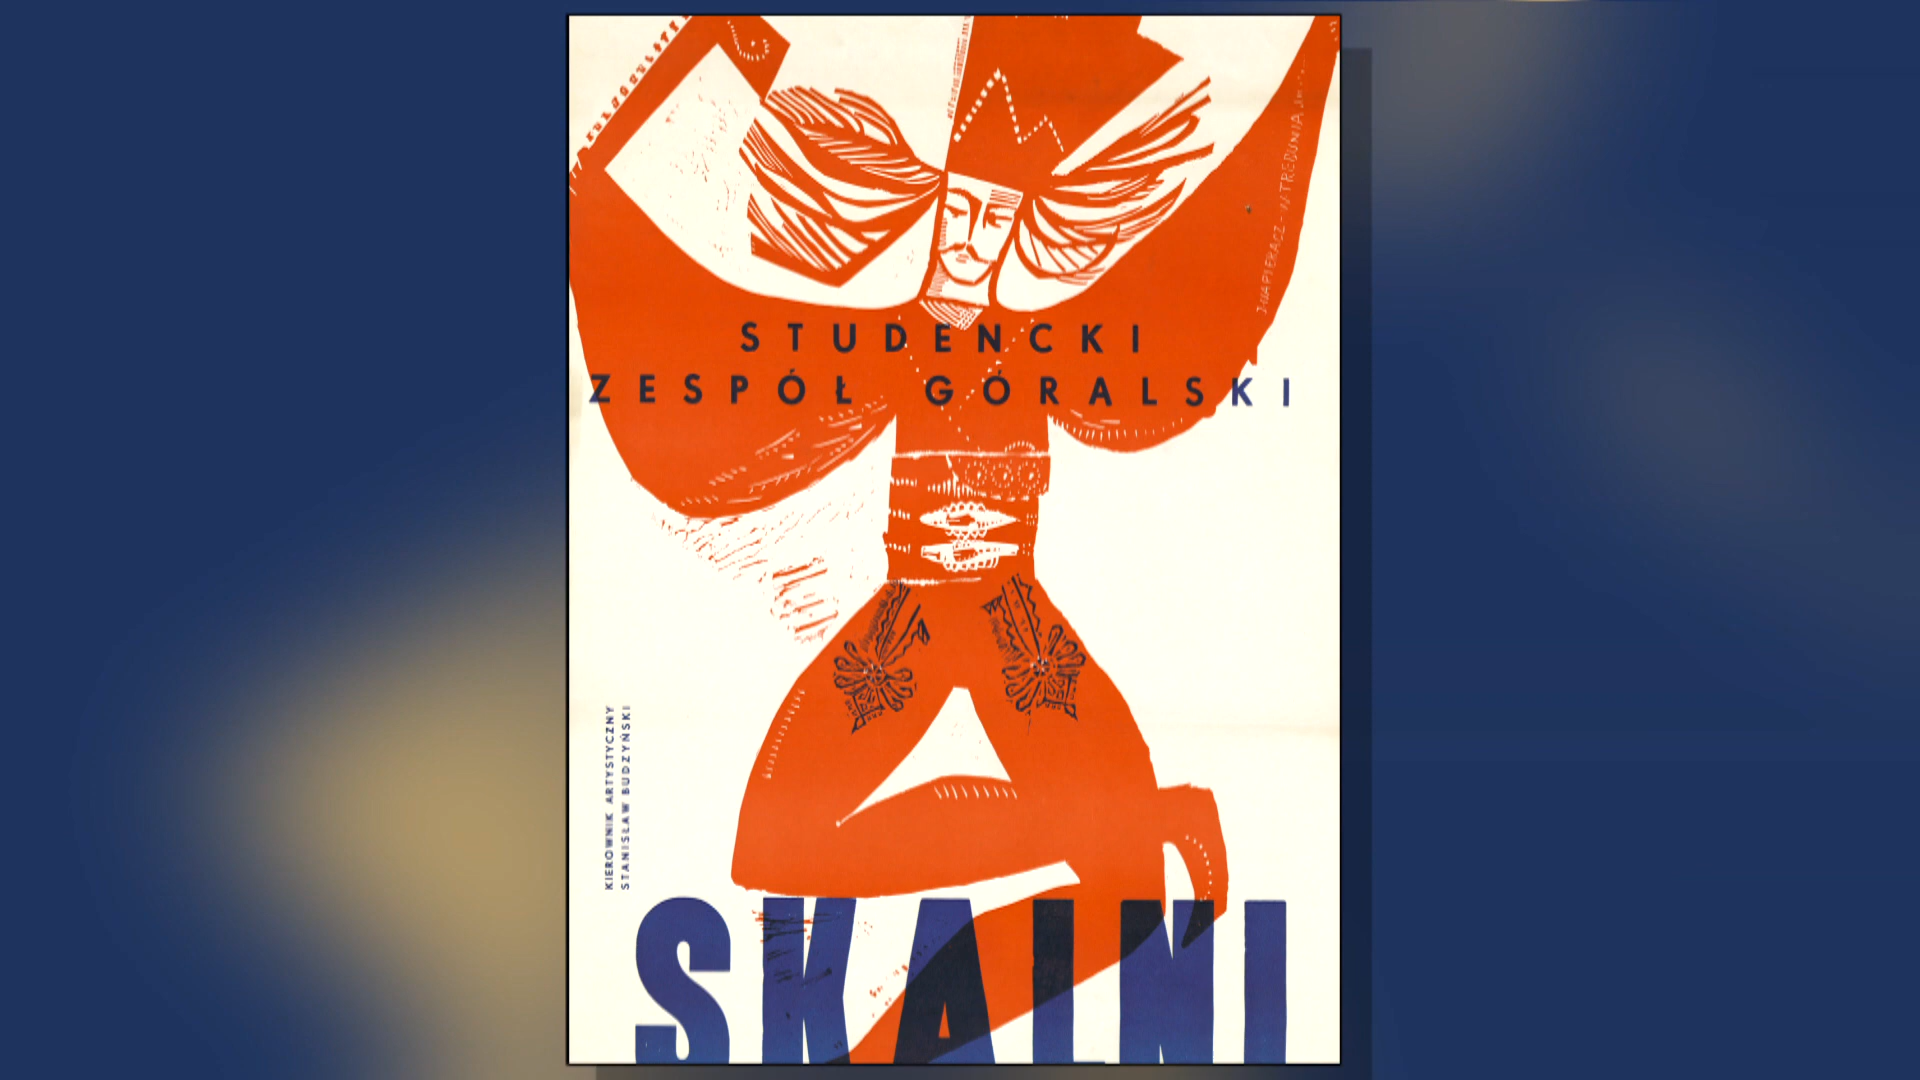 STUDENCKI
ZESPÓŁ GÓRALSKI
KIEROWNIK ARTYSTYCZNY
STANISŁAW BUDZYŃSKI
SKALNI